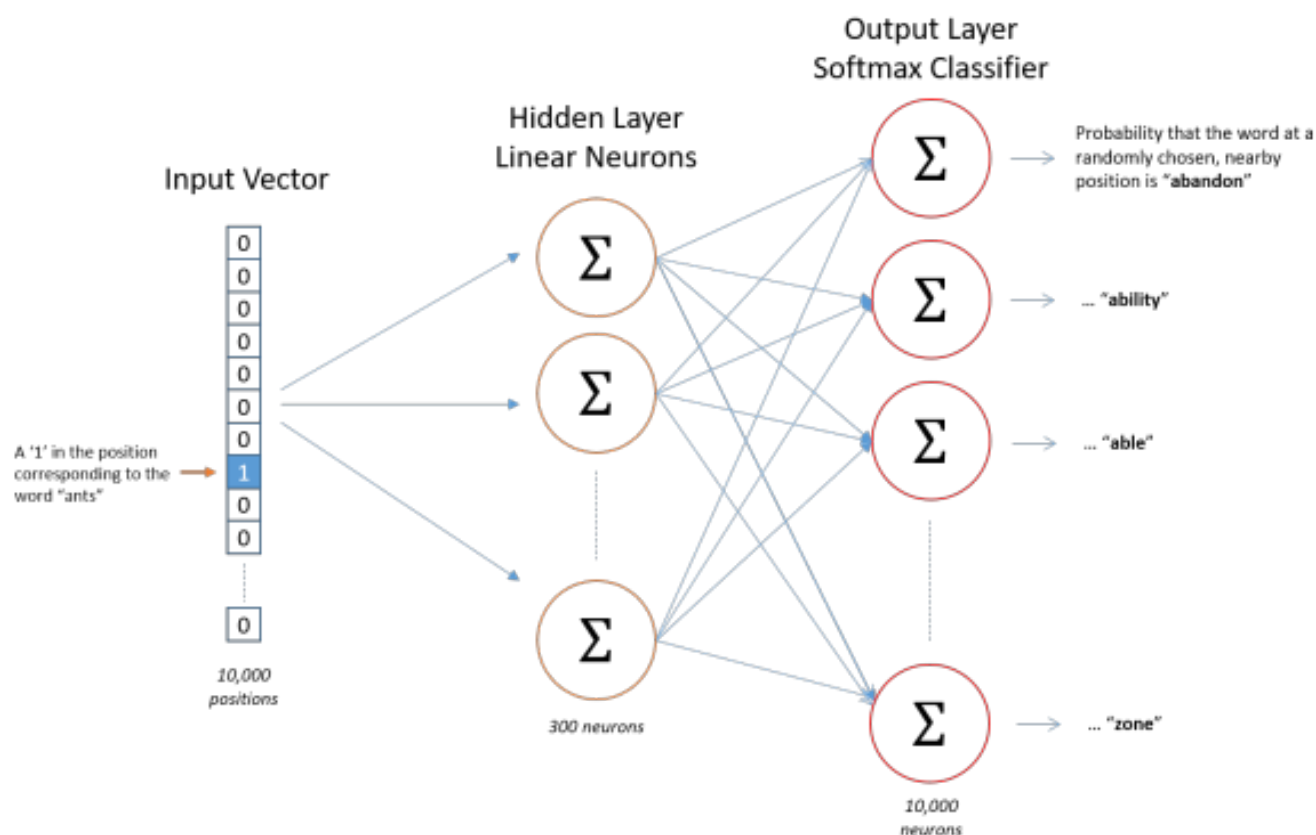 Output Layer
Softmax Classifier
Hidden Layer
Linear Neurons
Input Vector
0
0
0
0
0
0
0
1
0
0
0
A ‘1’ in the position
corresponding to the
word “ants”
10,000
positions
Σ
Σ
Σ
300 neurons
Σ
Probability that the word at a
randomly chosen, nearby
position is “abandon”
Σ
... “ability”
Σ
... “able”
Σ
... “zone”
10,000
neurons